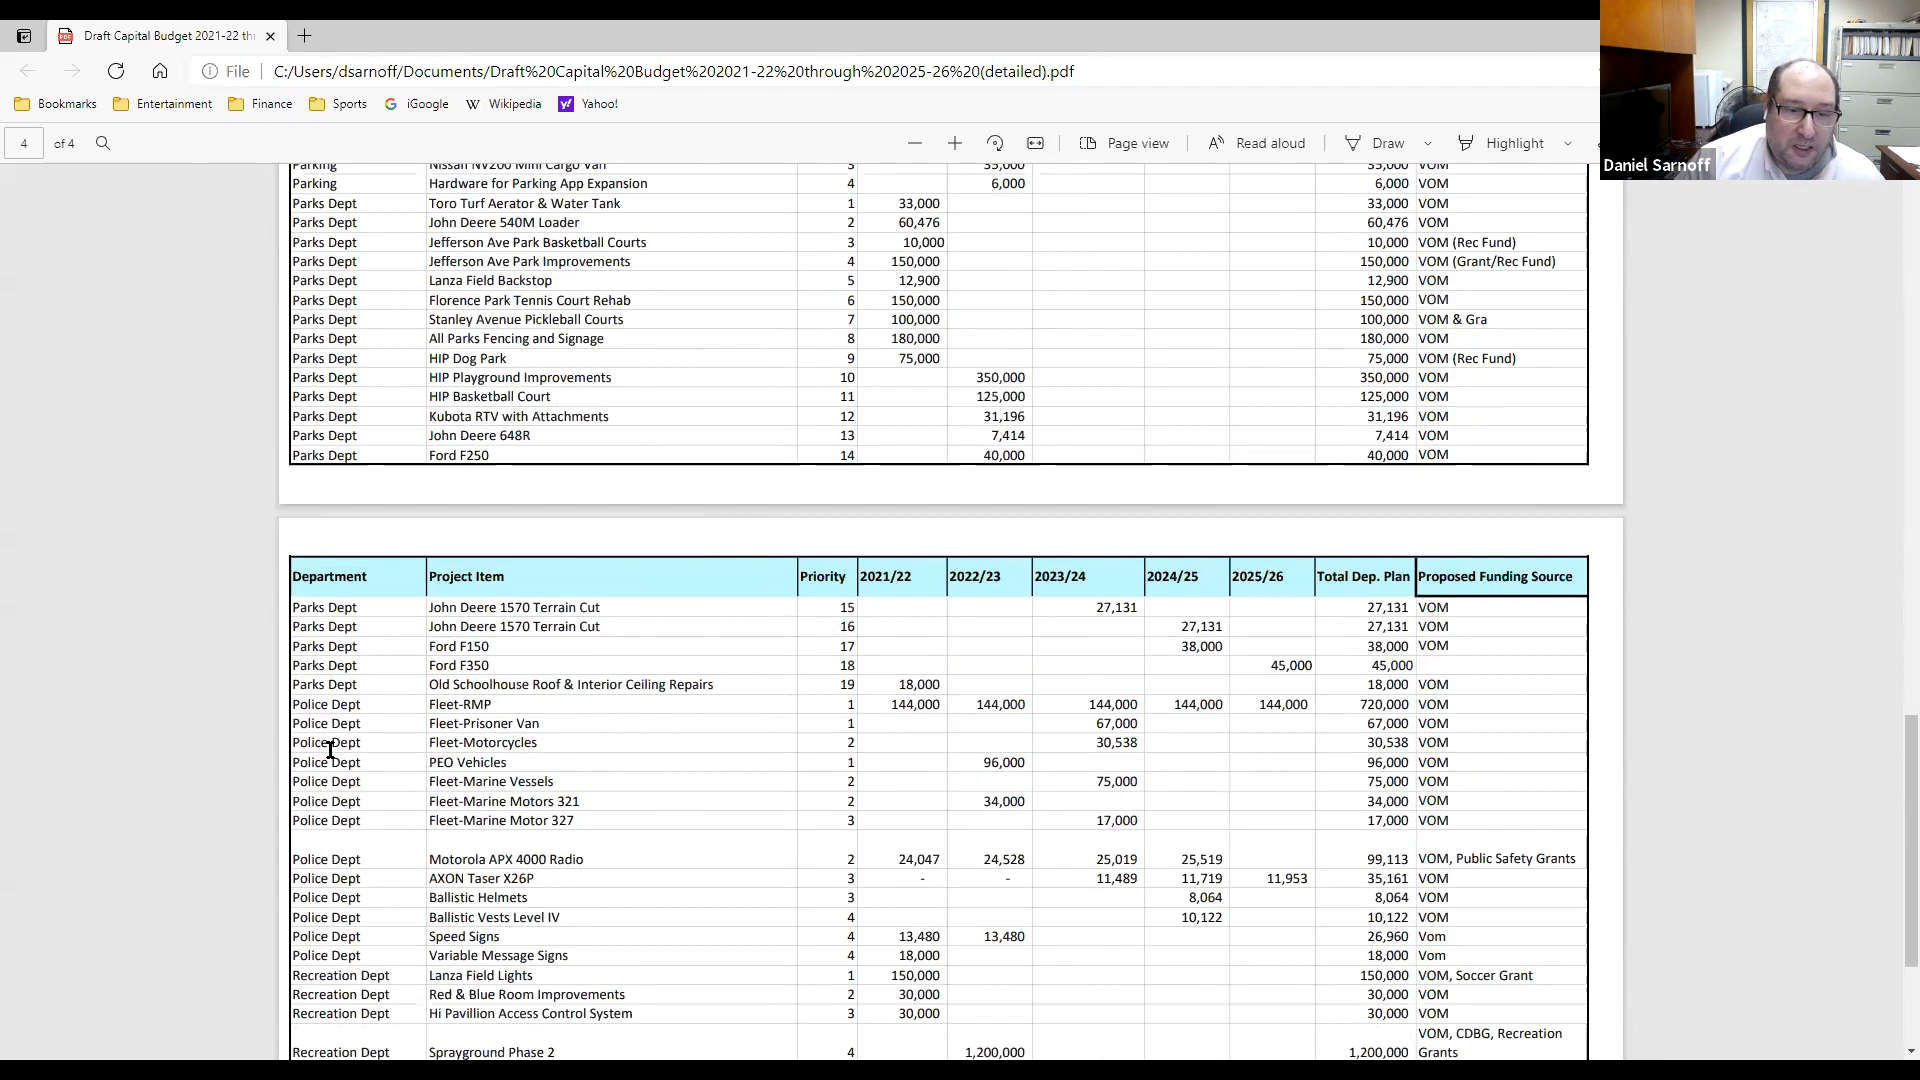 Draft Capital Budget 2021-22 thr
File C:/Users/dsarnoff/Documents/Draft%20Capital%20Budget%202021-22%20through%202025-26%20(detailed).pdf
Bookmarks Entertainment Finance Sports iGoogle Wikipedia Yahoo!
4 of 4 Page view Read aloud Draw Highlight
Daniel Sarnoff
Parking Nissan NV200 Mini Cargo Van 3 35,000 35,000 VOM
Parking Hardware for Parking App Expansion 4 6,000 6,000 VOM
Parks Dept Toro Turf Aerator & Water Tank 1 33,000 33,000 VOM
Parks Dept John Deere 540M Loader 2 60,476 60,476 VOM
Parks Dept Jefferson Ave Park Basketball Courts 3 10,000 10,000 VOM (Rec Fund)
Parks Dept Jefferson Ave Park Improvements 4 150,000 150,000 VOM (Grant/Rec Fund)
Parks Dept Lanza Field Backstop 5 12,900 12,900 VOM
Parks Dept Florence Park Tennis Court Rehab 6 150,000 150,000 VOM
Parks Dept Stanley Avenue Pickleball Courts 7 100,000 100,000 VOM & Gra
Parks Dept All Parks Fencing and Signage 8 180,000 180,000 VOM
Parks Dept HIP Dog Park 9 75,000 75,000 VOM (Rec Fund)
Parks Dept HIP Playground Improvements 10 350,000 350,000 VOM
Parks Dept HIP Basketball Court 11 125,000 125,000 VOM
Parks Dept Kubota RTV with Attachments 12 31,196 31,196 VOM
Parks Dept John Deere 648R 13 7,414 7,414 VOM
Parks Dept Ford F250 14 40,000 40,000 VOM
Department Project Item Priority 2021/22 2022/23 2023/24 2024/25 2025/26 Total Dep. Plan Proposed Funding Source
Parks Dept John Deere 1570 Terrain Cut 15 27,131 27,131 VOM
Parks Dept John Deere 1570 Terrain Cut 16 27,131 27,131 VOM
Parks Dept Ford F150 17 38,000 38,000 VOM
Parks Dept Ford F350 18 45,000 45,000
Parks Dept Old Schoolhouse Roof & Interior Ceiling Repairs 19 18,000 18,000 VOM
Police Dept Fleet-RMP 1 144,000 144,000 144,000 144,000 144,000 720,000 VOM
Police Dept Fleet-Prisoner Van 1 67,000 67,000 VOM
Police Dept Fleet-Motorcycles 2 30,538 30,538 VOM
Police Dept PEO Vehicles 1 96,000 96,000 VOM
Police Dept Fleet-Marine Vessels 2 75,000 75,000 VOM
Police Dept Fleet-Marine Motors 321 2 34,000 34,000 VOM
Police Dept Fleet-Marine Motor 327 3 17,000 17,000 VOM
Police Dept Motorola APX 4000 Radio 2 24,047 24,528 25,019 25,519 99,113 VOM, Public Safety Grants
Police Dept AXON Taser X26P 3 - - 11,489 11,719 11,953 35,161 VOM
Police Dept Ballistic Helmets 3 8,064 8,064 VOM
Police Dept Ballistic Vests Level IV 4 10,122 10,122 VOM
Police Dept Speed Signs 4 13,480 13,480 26,960 Vom
Police Dept Variable Message Signs 4 18,000 18,000 Vom
Recreation Dept Lanza Field Lights 1 150,000 150,000 VOM, Soccer Grant
Recreation Dept Red & Blue Room Improvements 2 30,000 30,000 VOM
Recreation Dept Hi Pavillion Access Control System 3 30,000 30,000 VOM
VOM, CDBG, Recreation
Recreation Dept Sprayground Phase 2 4 1,200,000 1,200,000 Grants